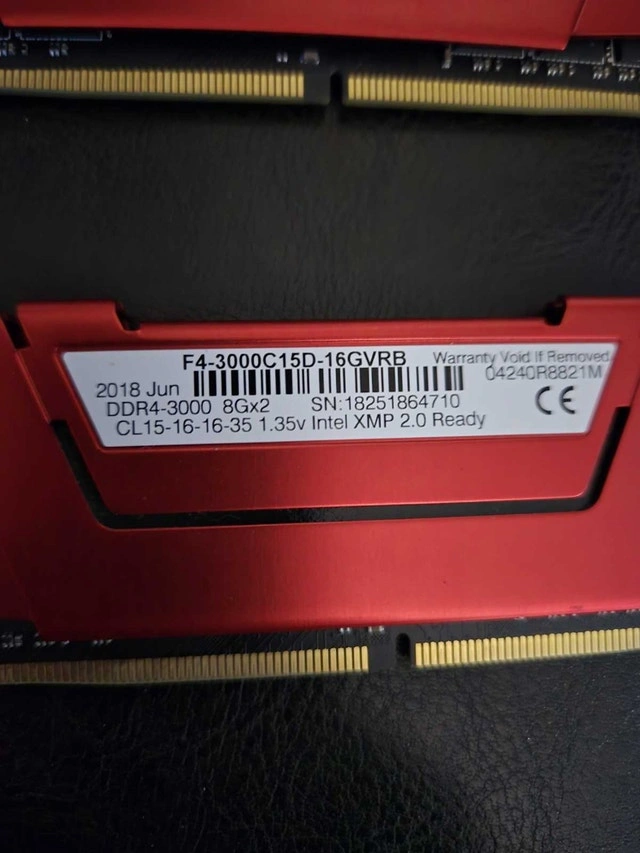 F4-3000C15D-16GVRB
Warranty Void If Removed
2018 Jun
04240R8821M
DDR4-3000 8Gx2 SN:18251864710
CL15-16-16-35 1.35v Intel XMP 2.0 Ready
CE